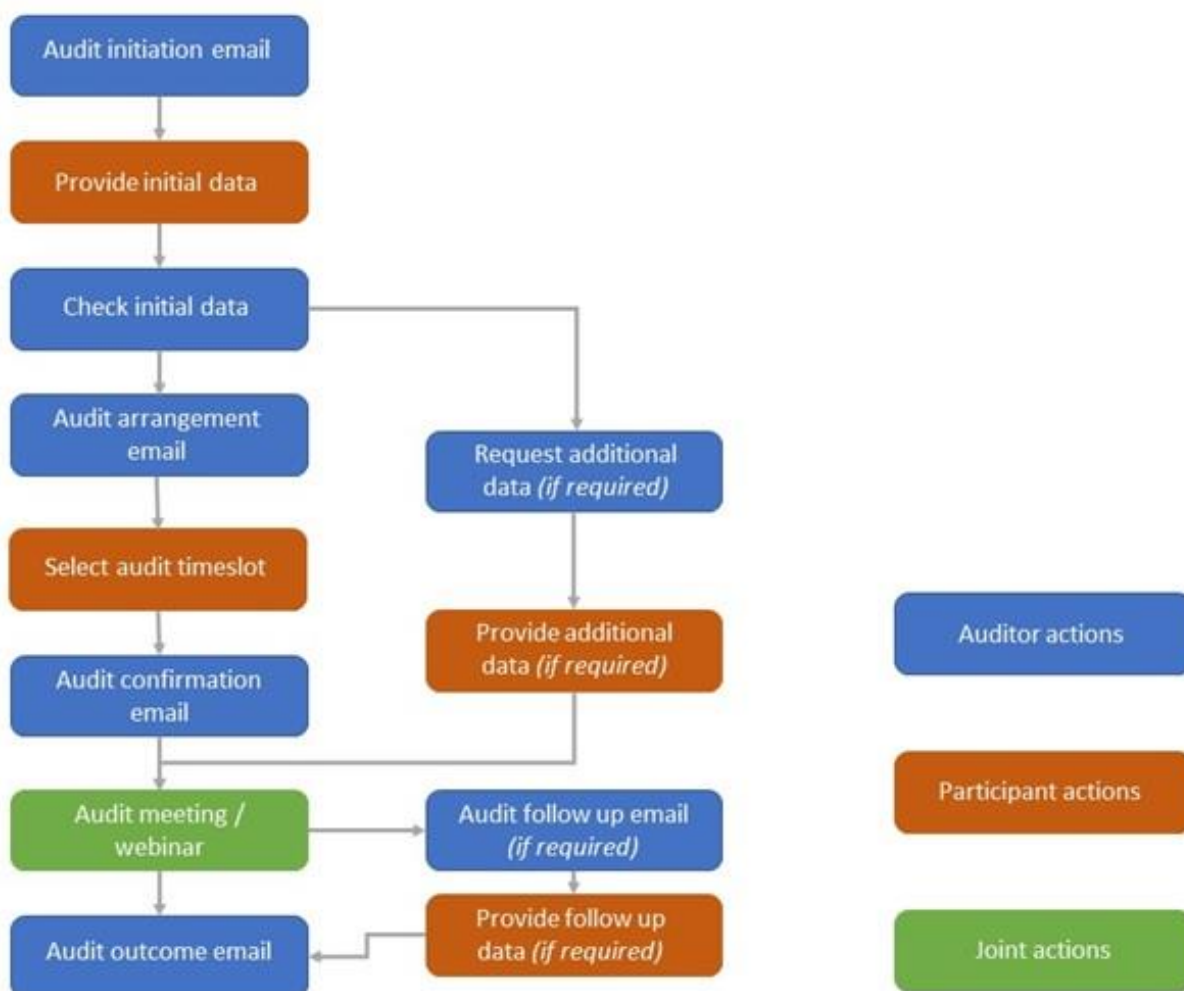 Audit initiation email
Provide initial data
Check initial data
Audit arrangement
email
Request additional
data (if required)
Select audit timeslot
Provide additional
data (if required)
Audit confirmation
email
Audit meeting /
webinar
Audit follow up email
(if required)
Provide follow up
data (if required)
Audit outcome email
Auditor actions
Participant actions
Joint actions